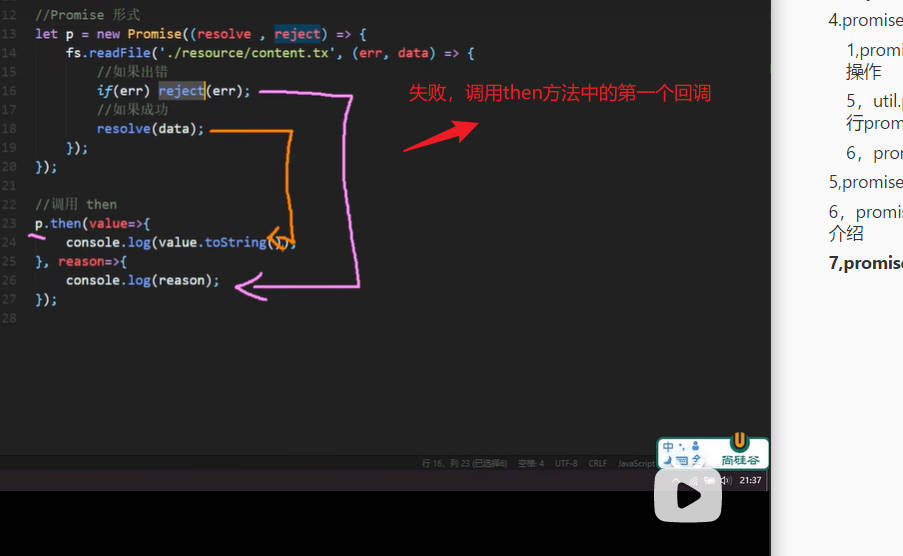 12 //Promise 形式
13 let p = new Promise((resolve , reject) => {
14 fs.readFile('./resource/content.tx', (err, data) => {
15 //如果出错
16 if(err) reject(err);
17 //如果成功
18 resolve(data);
19 });
20 });
21
22 //调用 then
23 p.then(value=>{
24 console.log(value.toString());
25 }, reason=>{
26 console.log(reason);
27 });
28
失败，调用then方法中的第一个回调
4.promise
1,promi
操作
5，util.p
行prom
6，pro
5,promise
6，promis
介绍
7,promise
行 16，列 23 (已选择6) 空格: 4 UTF-8 CRLF JavaScript
中
尚硅谷
21:37